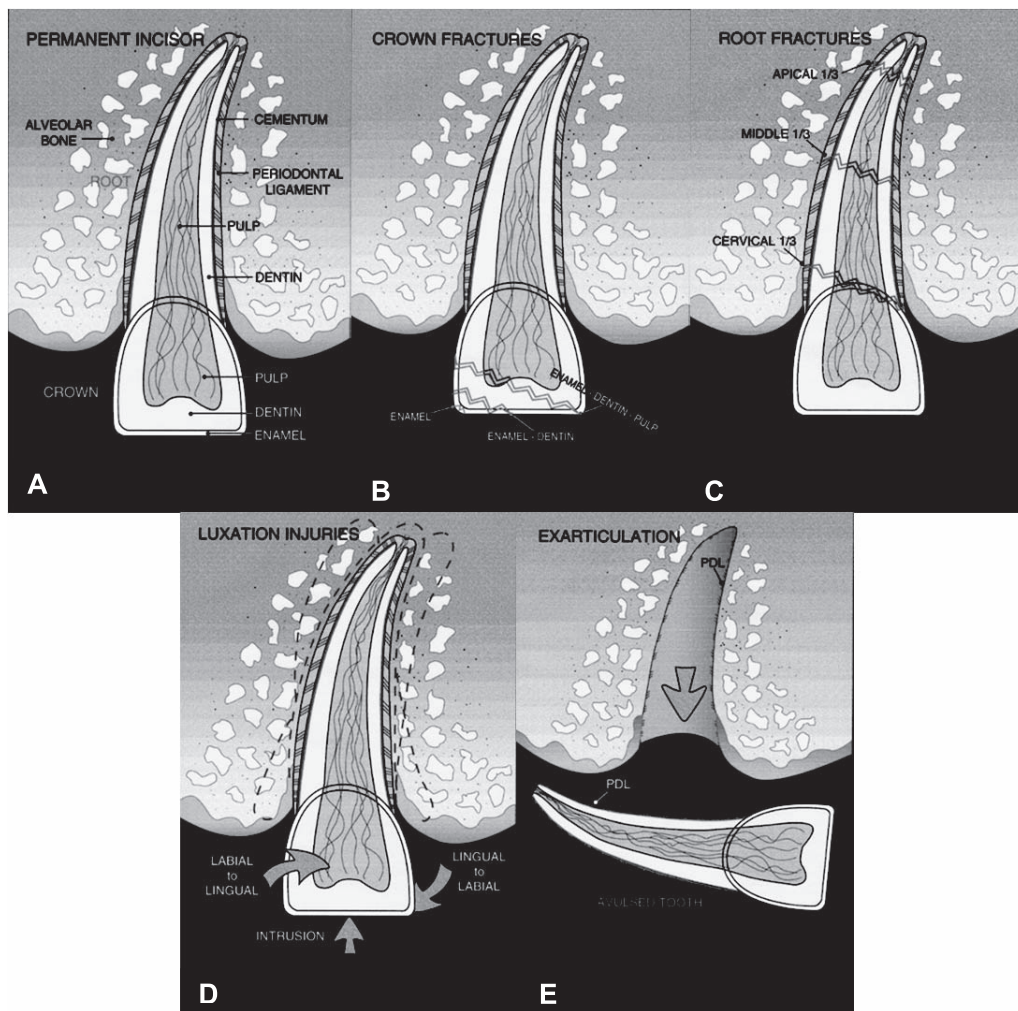 PERMANENT INCISOR
ALVEOLAR
BONE
ROOT
CEMENTUM
PERIODONTAL
LIGAMENT
PULP
DENTIN
CROWN
PULP
DENTIN
ENAMEL
A
CROWN FRACTURES
ENAMEL
ENAMEL - DENTIN
ENAMEL - DENTIN - PULP
B
ROOT FRACTURES
APICAL 1/3
MIDDLE 1/3
CERVICAL 1/3
C
LUXATION INJURIES
LABIAL
to
LINGUAL
LINGUAL
to
LABIAL
INTRUSION
D
EXARTICULATION
PDL
PDL
AVULSED TOOTH
E